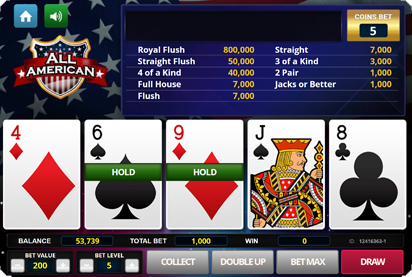 ALL
AMERICAN
COINS BET
5
Royal Flush 800,000 Straight 7,000
Straight Flush 50,000 3 of a Kind 3,000
4 of a Kind 40,000 2 Pair 1,000
Full House 7,000 Jacks or Better 1,000
Flush 7,000
4 6 9 J 8
HOLD HOLD
BALANCE 53,739 TOTAL BET 1,000 WIN 0 ID: 12416363-1
BET VALUE BET LEVEL
- 200 + - 5 + COLLECT DOUBLE UP BET MAX DRAW